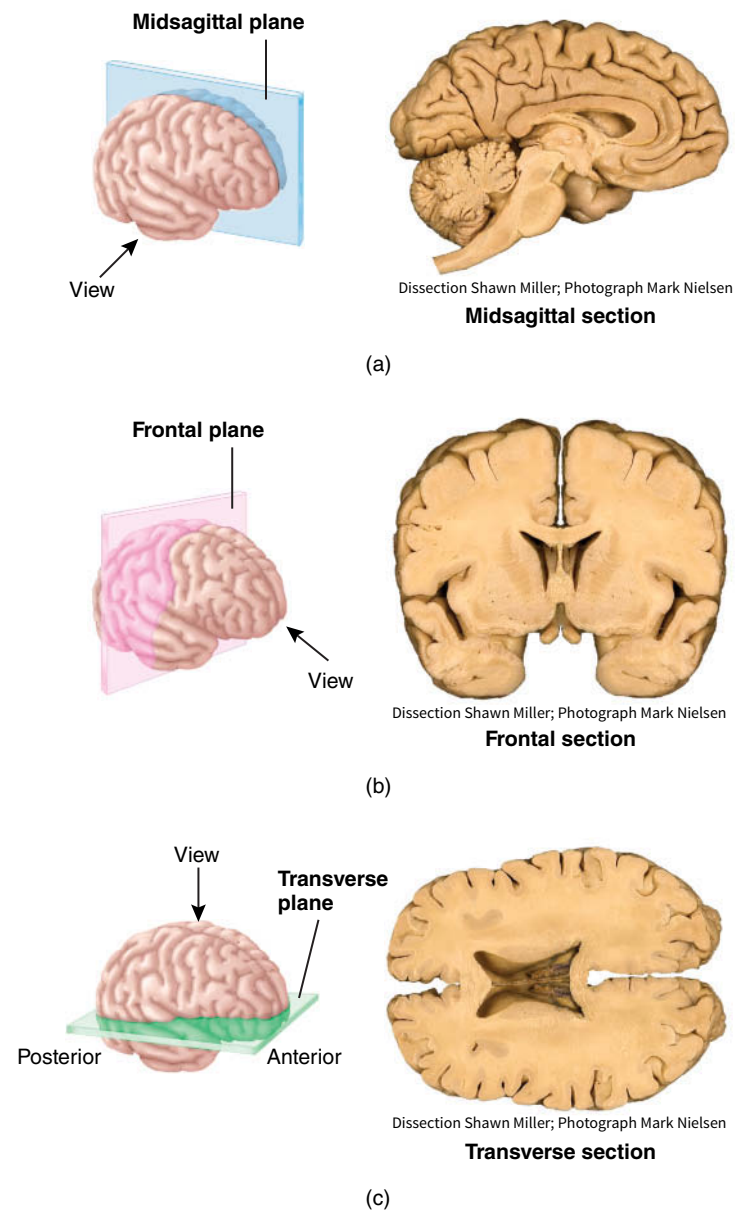 Midsagittal plane
View
Dissection Shawn Miller; Photograph Mark Nielsen
Midsagittal section
(a)
Frontal plane
View
Dissection Shawn Miller; Photograph Mark Nielsen
Frontal section
(b)
View
Transverse
plane
Posterior
Anterior
Dissection Shawn Miller; Photograph Mark Nielsen
Transverse section
(c)